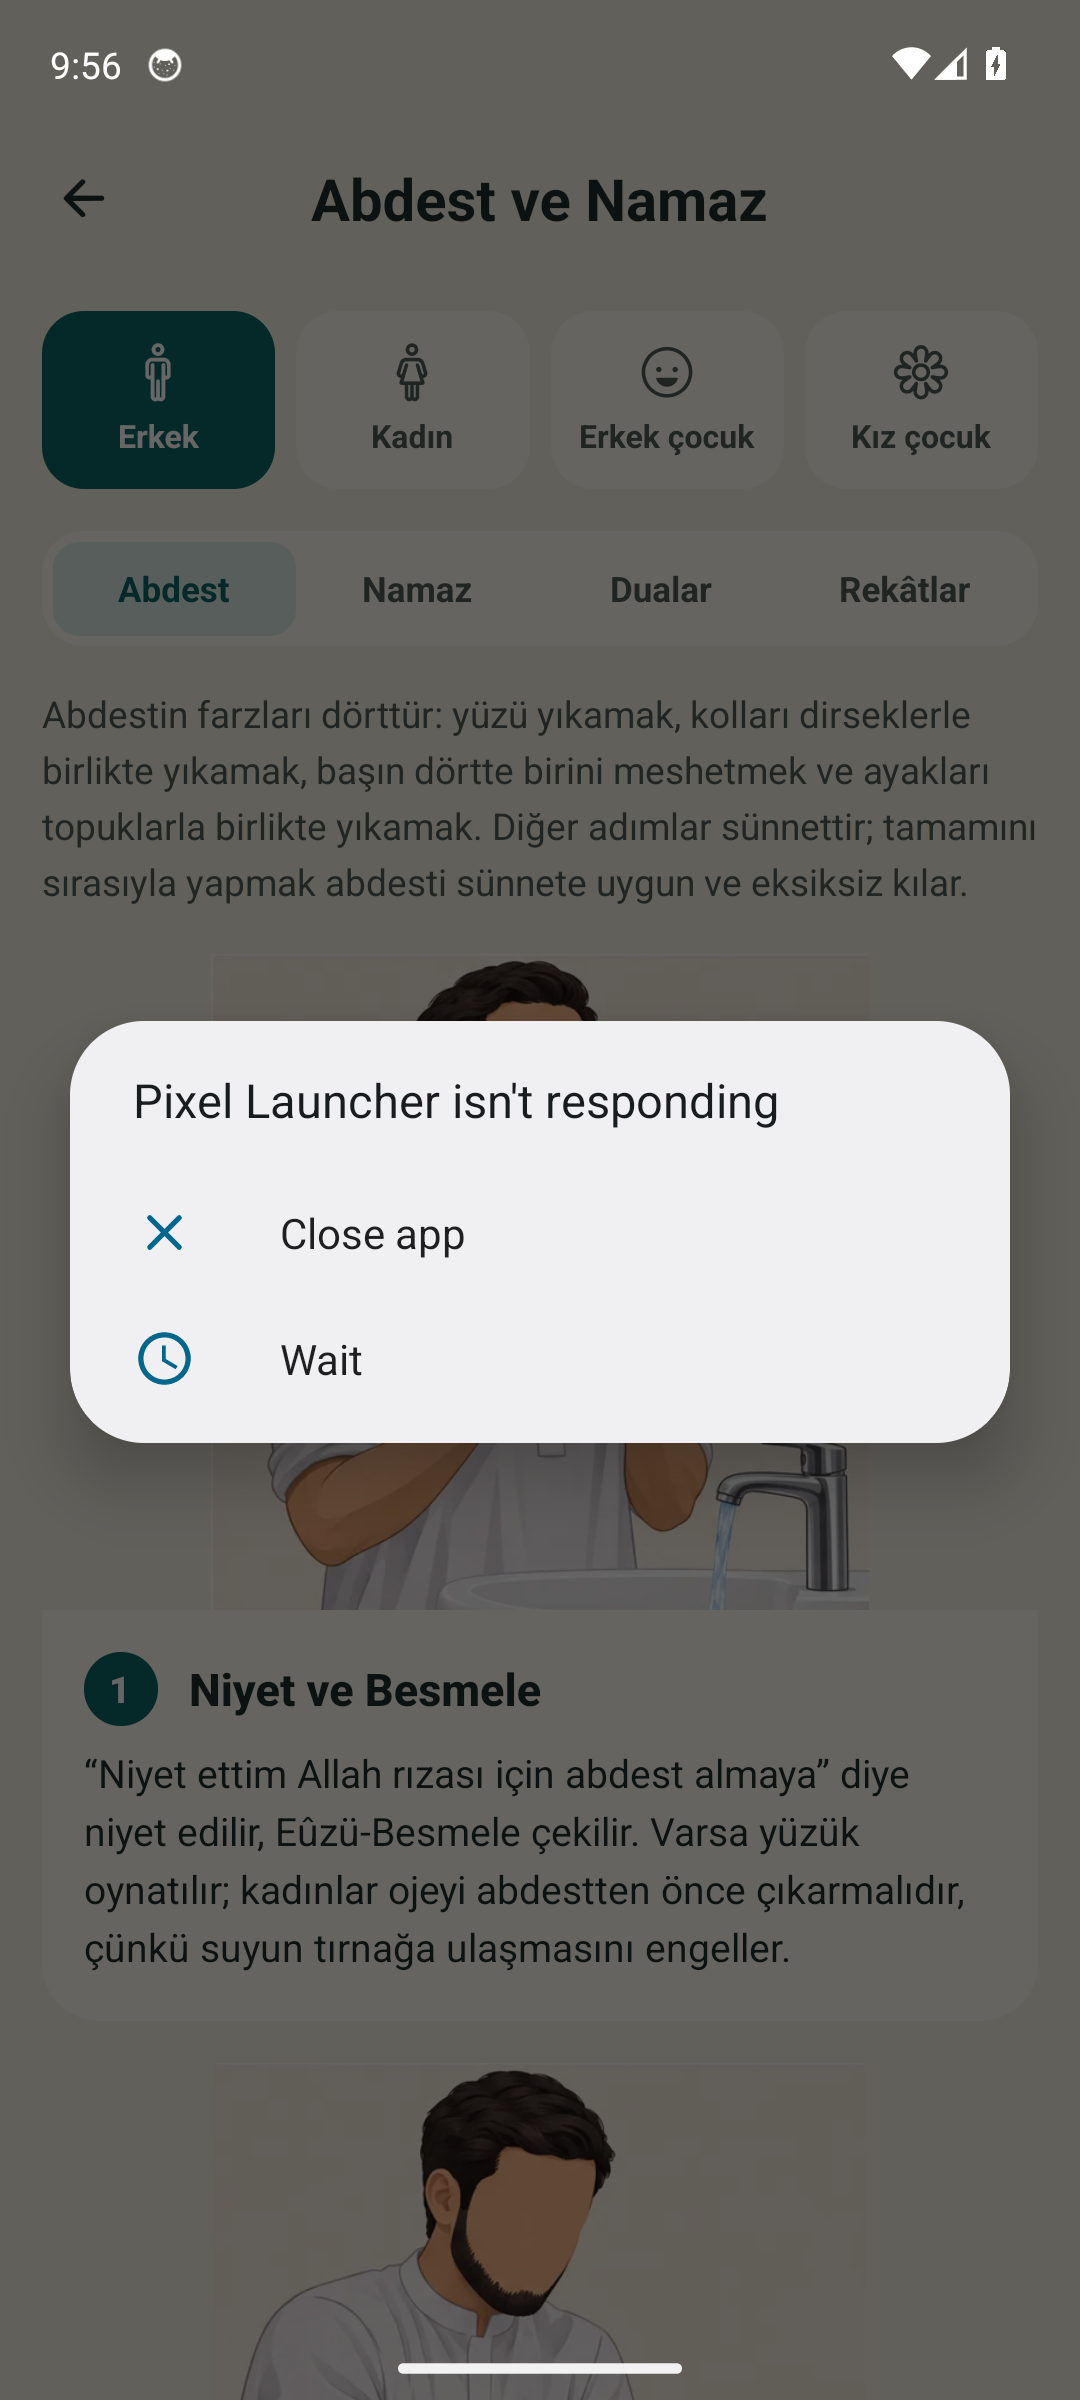 9:56
Abdest ve Namaz
Erkek
Kadın
Erkek çocuk
Kız çocuk
Abdest
Namaz
Dualar
Rekâtlar
Abdestin farzları dörttür: yüzü yıkamak, kolları dirseklerle
birlikte yıkamak, başın dörtte birini meshetmek ve ayakları
topuklarla birlikte yıkamak. Diğer adımlar sünnettir; tamamını
sırasıyla yapmak abdesti sünnete uygun ve eksiksiz kılar.
Pixel Launcher isn't responding
Close app
Wait
1
Niyet ve Besmele
“Niyet ettim Allah rızası için abdest almaya” diye
niyet edilir, Eûzü-Besmele çekilir. Varsa yüzük
oynatılır; kadınlar ojeyi abdestten önce çıkarmalıdır,
çünkü suyun tırnağa ulaşmasını engeller.